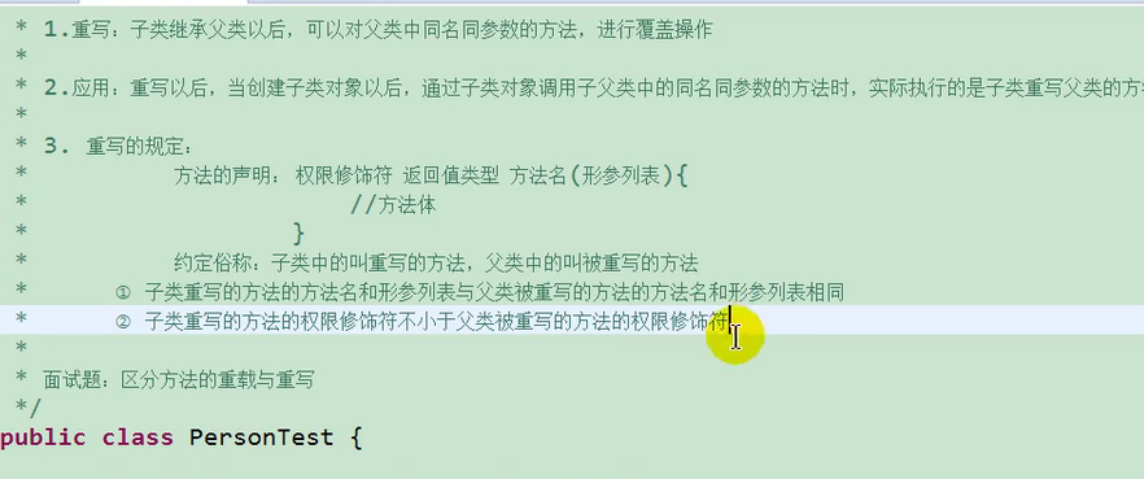 * 1.重写：子类继承父类以后，可以对父类中同名同参数的方法，进行覆盖操作
*
* 2.应用：重写以后，当创建子类对象以后，通过子类对象调用子父类中的同名同参数的方法时，实际执行的是子类重写父类的方
*
* 3. 重写的规定：
* 方法的声明： 权限修饰符 返回值类型 方法名(形参列表){
* //方法体
* }
* 约定俗称：子类中的叫重写的方法，父类中的叫被重写的方法
* ① 子类重写的方法的方法名和形参列表与父类被重写的方法的方法名和形参列表相同
* ② 子类重写的方法的权限修饰符不小于父类被重写的方法的权限修饰符
*
* 面试题：区分方法的重载与重写
*/
public class PersonTest {